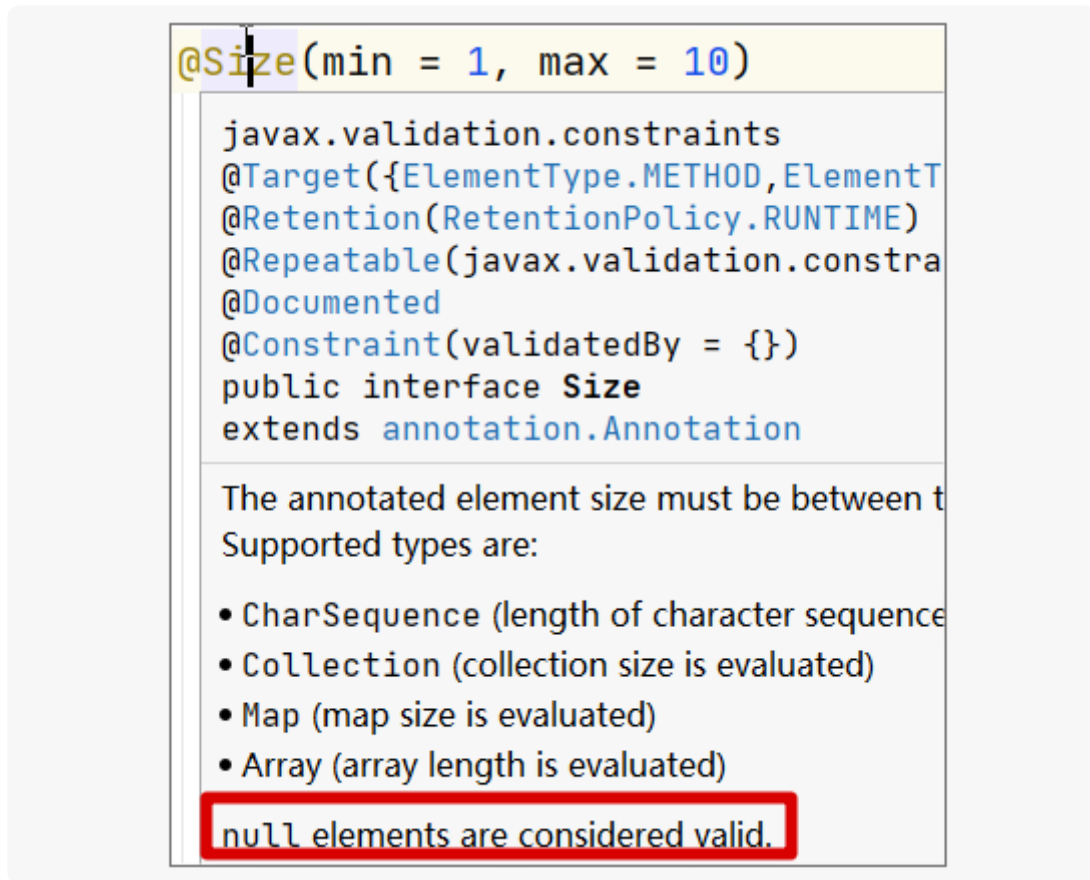 @Size(min = 1, max = 10)
javax.validation.constraints
@Target({ElementType.METHOD,ElementT
@Retention(RetentionPolicy.RUNTIME)
@Repeatable(javax.validation.constra
@Documented
@Constraint(validatedBy = {})
public interface Size
extends annotation.Annotation
The annotated element size must be between t
Supported types are:
• CharSequence (length of character sequence
• Collection (collection size is evaluated)
• Map (map size is evaluated)
• Array (array length is evaluated)
null elements are considered valid.